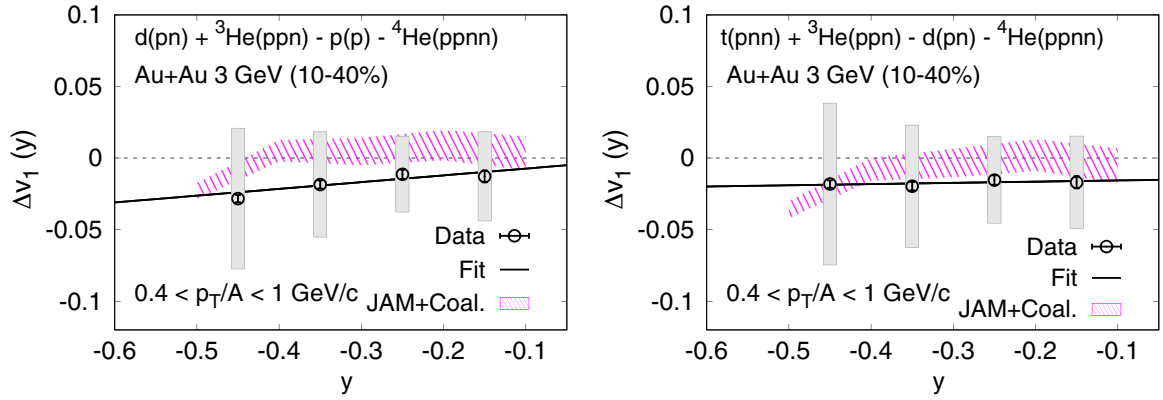 0.1
d(pn) + ³He(ppn) - p(p) - ⁴He(ppnn)
Au+Au 3 GeV (10-40%)
0.05
0
-0.05
-0.1
Δv₁ (y)
Data
Fit
JAM+Coal.
0.4 < p_T/A < 1 GeV/c
-0.6 -0.5 -0.4 -0.3 -0.2 -0.1
y
0.1
t(pnn) + ³He(ppn) - d(pn) - ⁴He(ppnn)
Au+Au 3 GeV (10-40%)
0.05
0
-0.05
-0.1
Δv₁ (y)
Data
Fit
JAM+Coal.
0.4 < p_T/A < 1 GeV/c
-0.6 -0.5 -0.4 -0.3 -0.2 -0.1
y